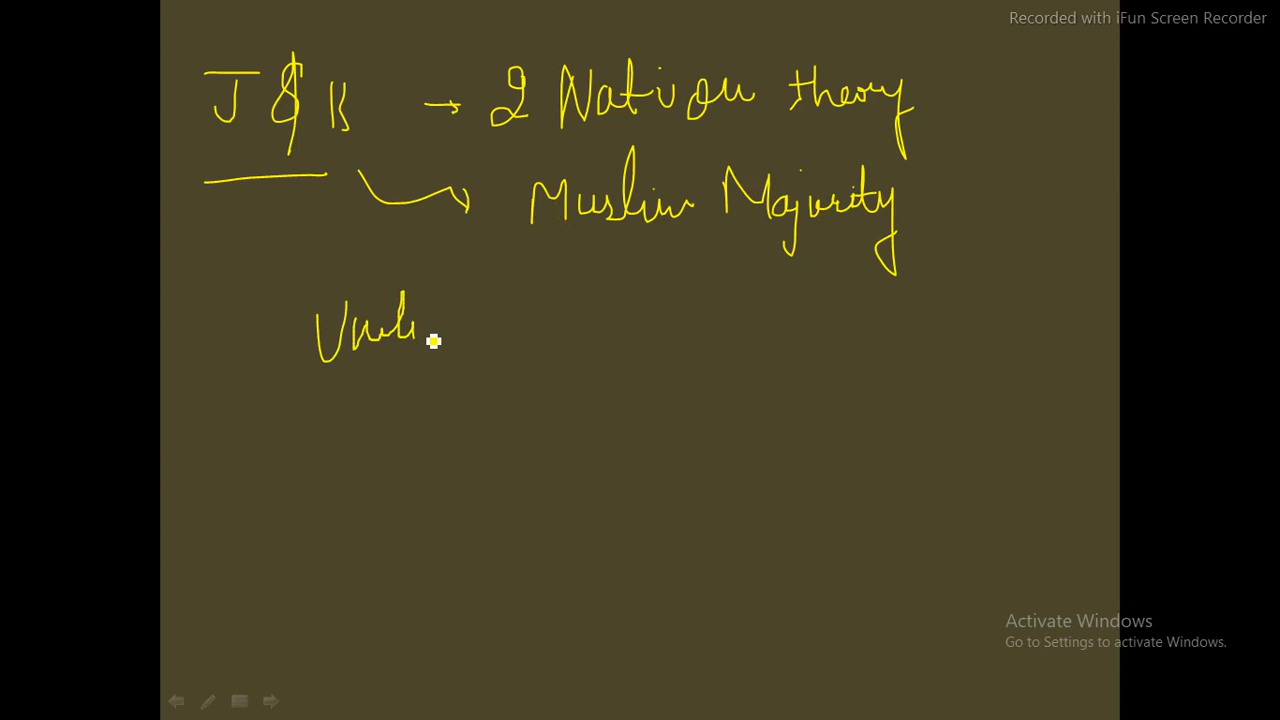 Recorded with iFun Screen Recorder
J & K → 2 Nation theory
→ Muslim Majority
Activate Windows
Go to Settings to activate Windows.